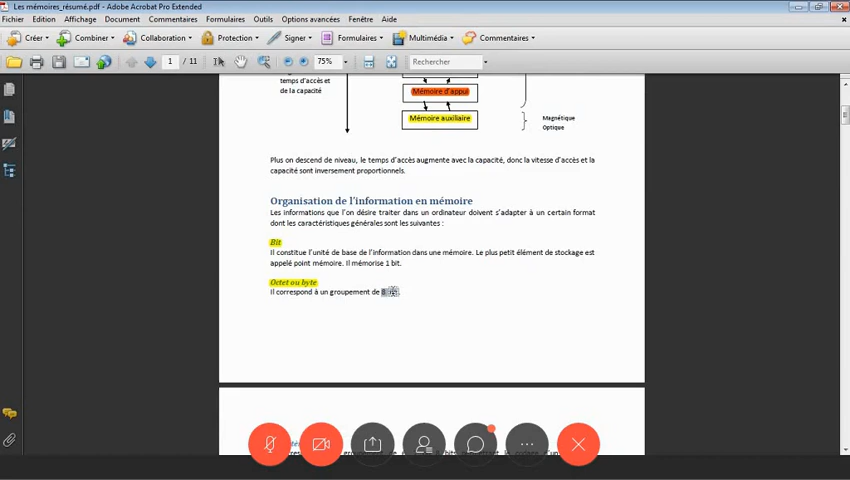 Les mémoires_résumé.pdf - Adobe Acrobat Pro Extended
Fichier Edition Affichage Document Commentaires Formulaires Outils Options avancées Fenêtre Aide
Créer Combiner Collaboration Protection Signer Formulaires Multimédia Commentaires
1 / 11 75% Rechercher
temps d'accès et
de la capacité
Mémoire d'appui
Mémoire auxiliaire
Magnétique
Optique
Plus on descend de niveau, le temps d'accès augmente avec la capacité, donc la vitesse d'accès et la
capacité sont inversement proportionnels.
Organisation de l'information en mémoire
Les informations que l'on désire traiter dans un ordinateur doivent s'adapter à un certain format
dont les caractéristiques générales sont les suivantes :
Bit
Il constitue l'unité de base de l'information dans une mémoire. Le plus petit élément de stockage est
appelé point mémoire. Il mémorise 1 bit.
Octet ou byte
Il correspond à un groupement de 8